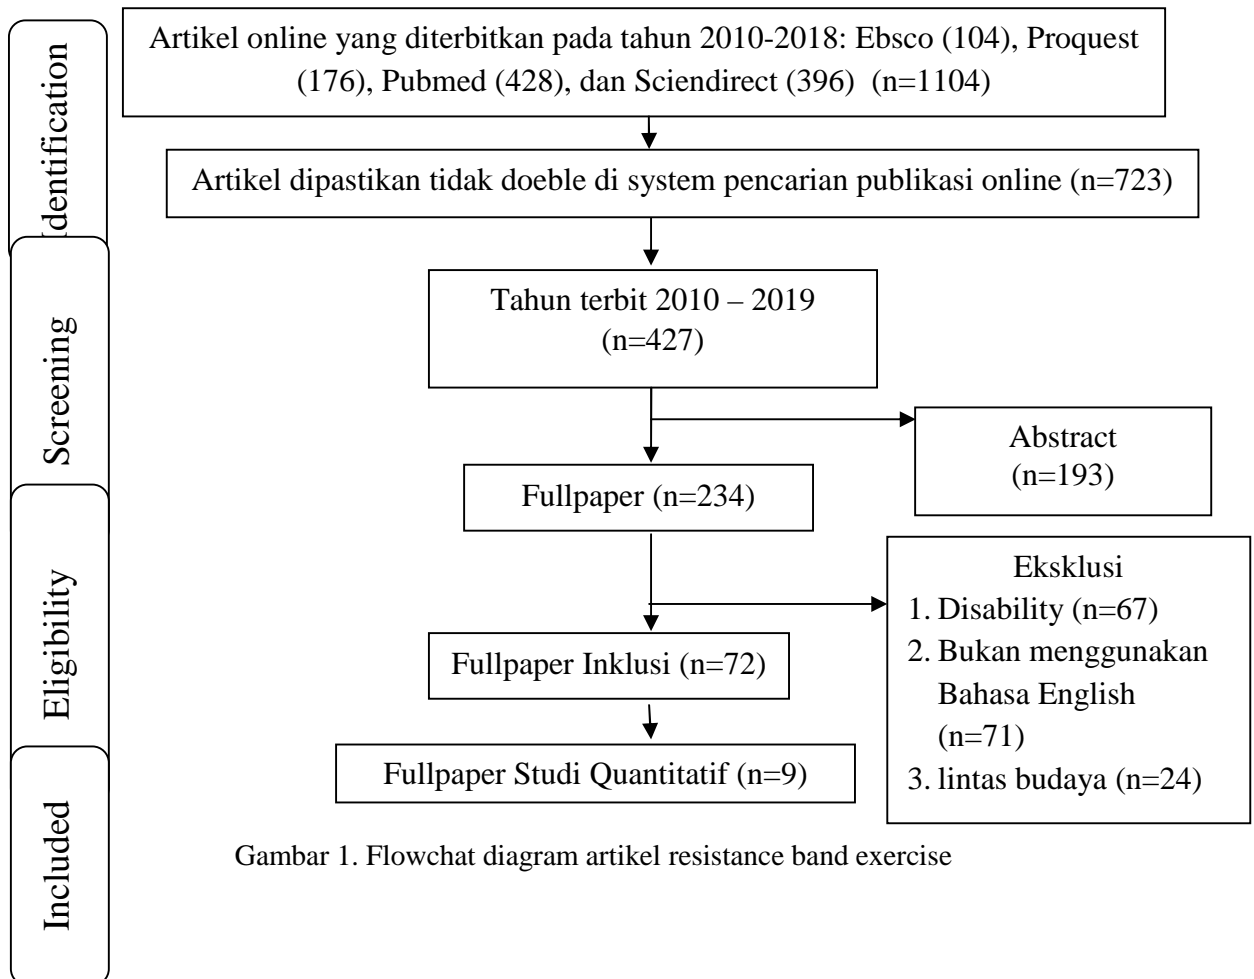 Identification
Artikel online yang diterbitkan pada tahun 2010-2018: Ebsco (104), Proquest
(176), Pubmed (428), dan Sciendirect (396)  (n=1104)
Artikel dipastikan tidak doeble di system pencarian publikasi online (n=723)
Screening
Tahun terbit 2010 – 2019
(n=427)
Abstract
(n=193)
Fullpaper (n=234)
Eligibility
Eksklusi
1. Disability (n=67)
2. Bukan menggunakan
Bahasa English
(n=71)
3. lintas budaya (n=24)
Fullpaper Inklusi (n=72)
Included
Fullpaper Studi Quantitatif (n=9)
Gambar 1. Flowchat diagram artikel resistance band exercise